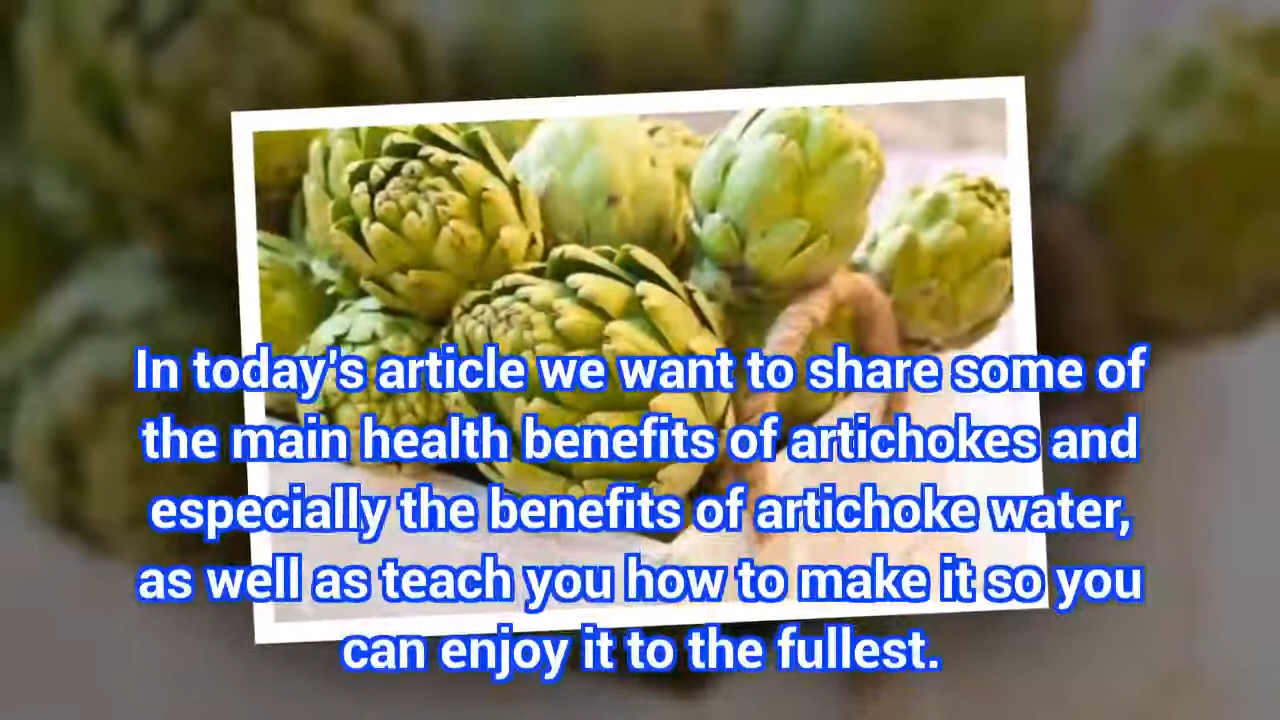 In today's article we want to share some of
the main health benefits of artichokes and
especially the benefits of artichoke water,
as well as teach you how to make it so you
can enjoy it to the fullest.